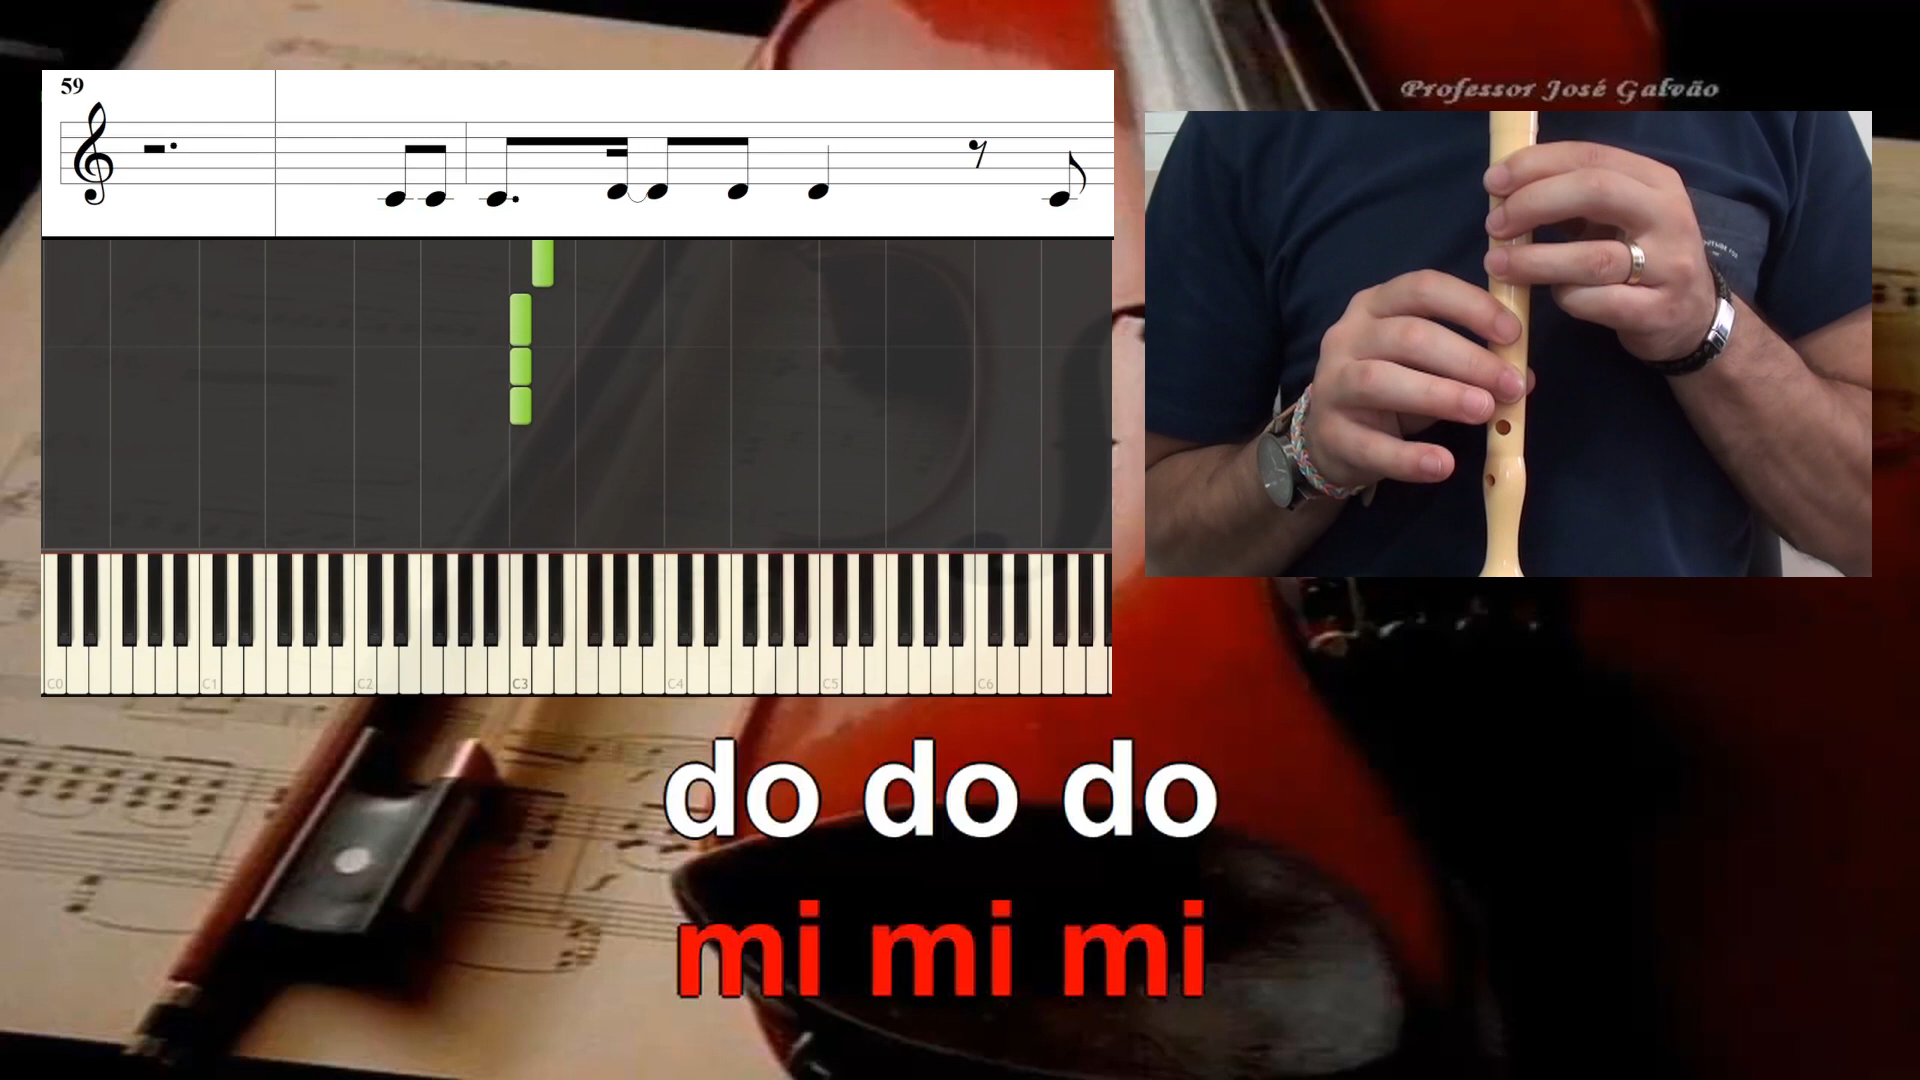 59
Professor José Galvão
C0 C1 C2 C3 C4 C5 C6
do do do
mi mi mi